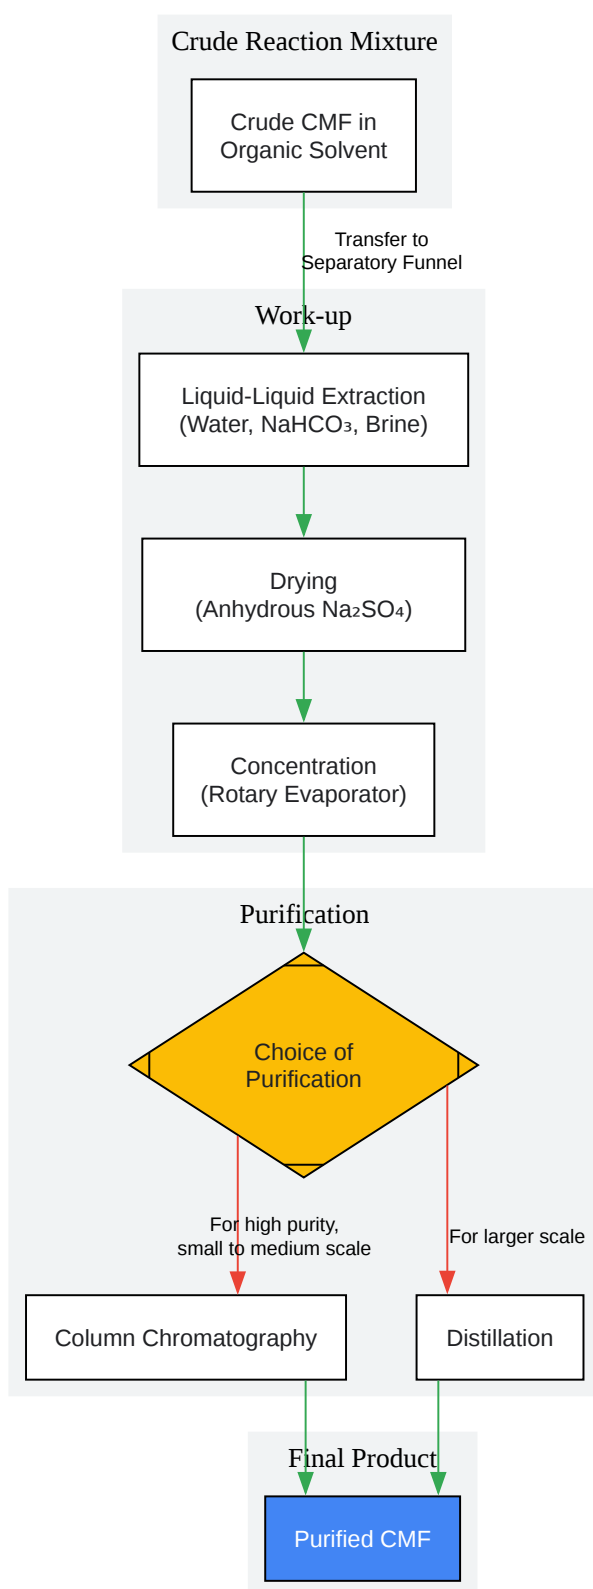 Crude Reaction Mixture
Crude CMF in
Organic Solvent
Transfer to
Separatory Funnel
Work-up
Liquid-Liquid Extraction
(Water, NaHCO₃, Brine)
Drying
(Anhydrous Na₂SO₄)
Concentration
(Rotary Evaporator)
Purification
Choice of
Purification
For high purity,
small to medium scale
For larger scale
Column Chromatography
Distillation
Final Product
Purified CMF